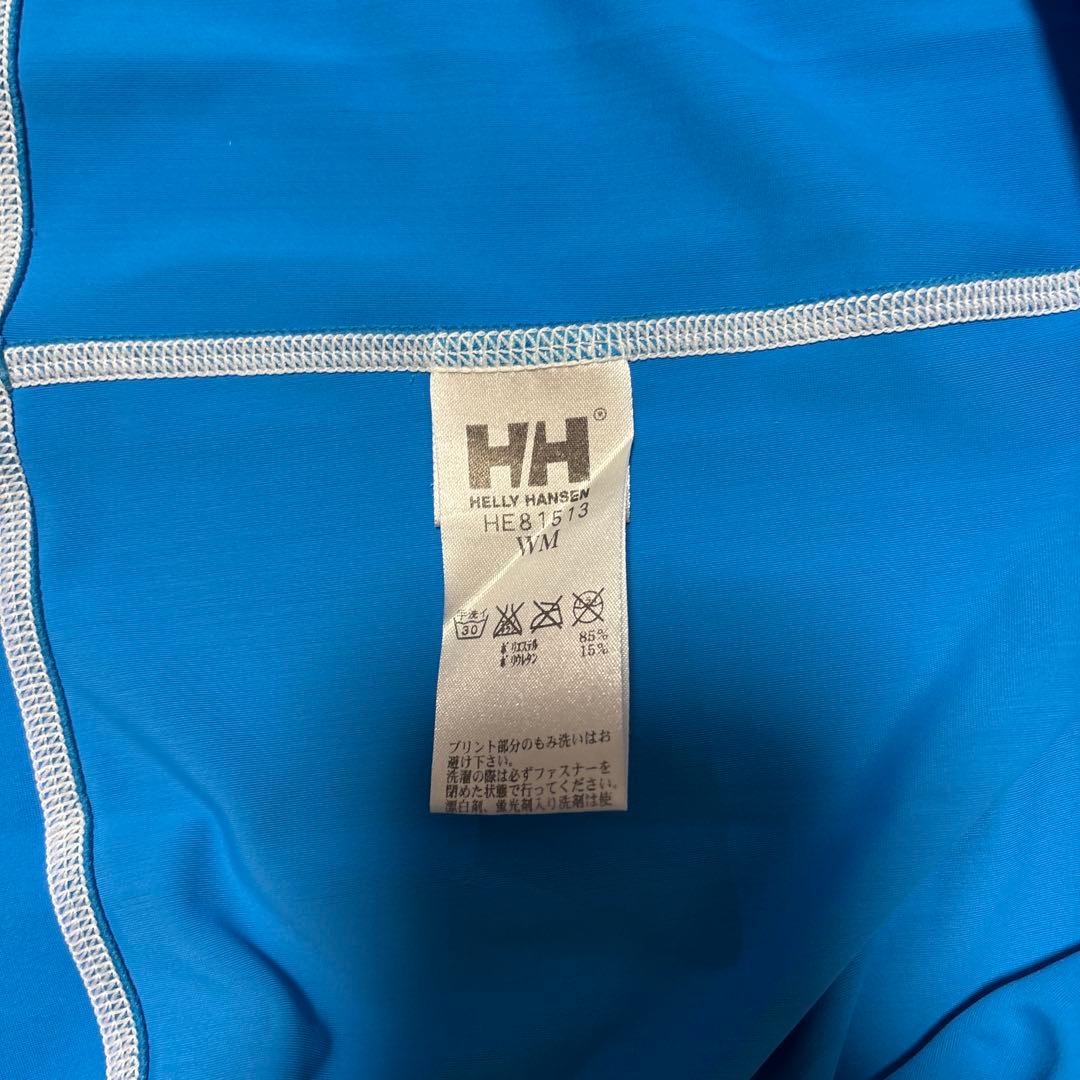 HH®
HELLY HANSEN
HE81513
WM
手洗イ
30
ポリエステル 85%
ポリウレタン 15%
プリント部分のもみ洗いはお
避け下さい。
洗濯の際は必ずファスナーを
閉めた状態で行ってください。
漂白剤、蛍光剤入り洗剤は使